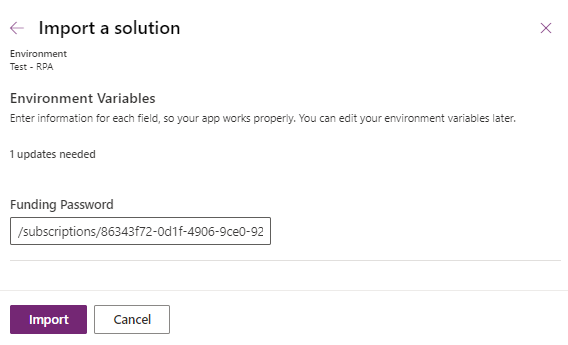 Import a solution
Environment
Test - RPA
Environment Variables
Enter information for each field, so your app works properly. You can edit your environment variables later.
1 updates needed
Funding Password
/subscriptions/86343f72-0d1f-4906-9ce0-92
Import
Cancel